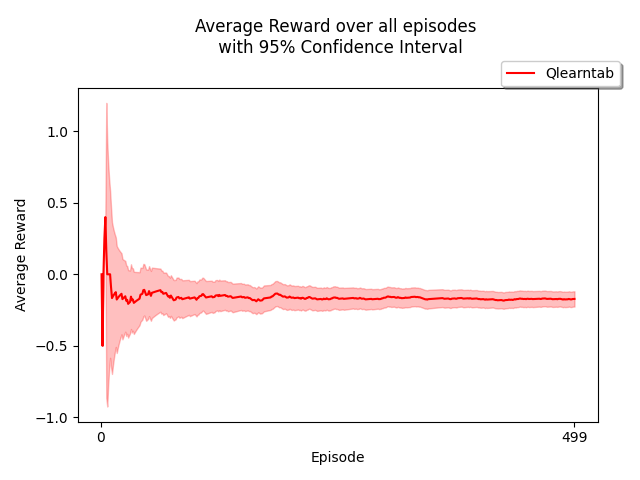 Average Reward over all episodes
with 95% Confidence Interval
Qlearntab
1.0
0.5
0.0
−0.5
−1.0
Average Reward
0
499
Episode